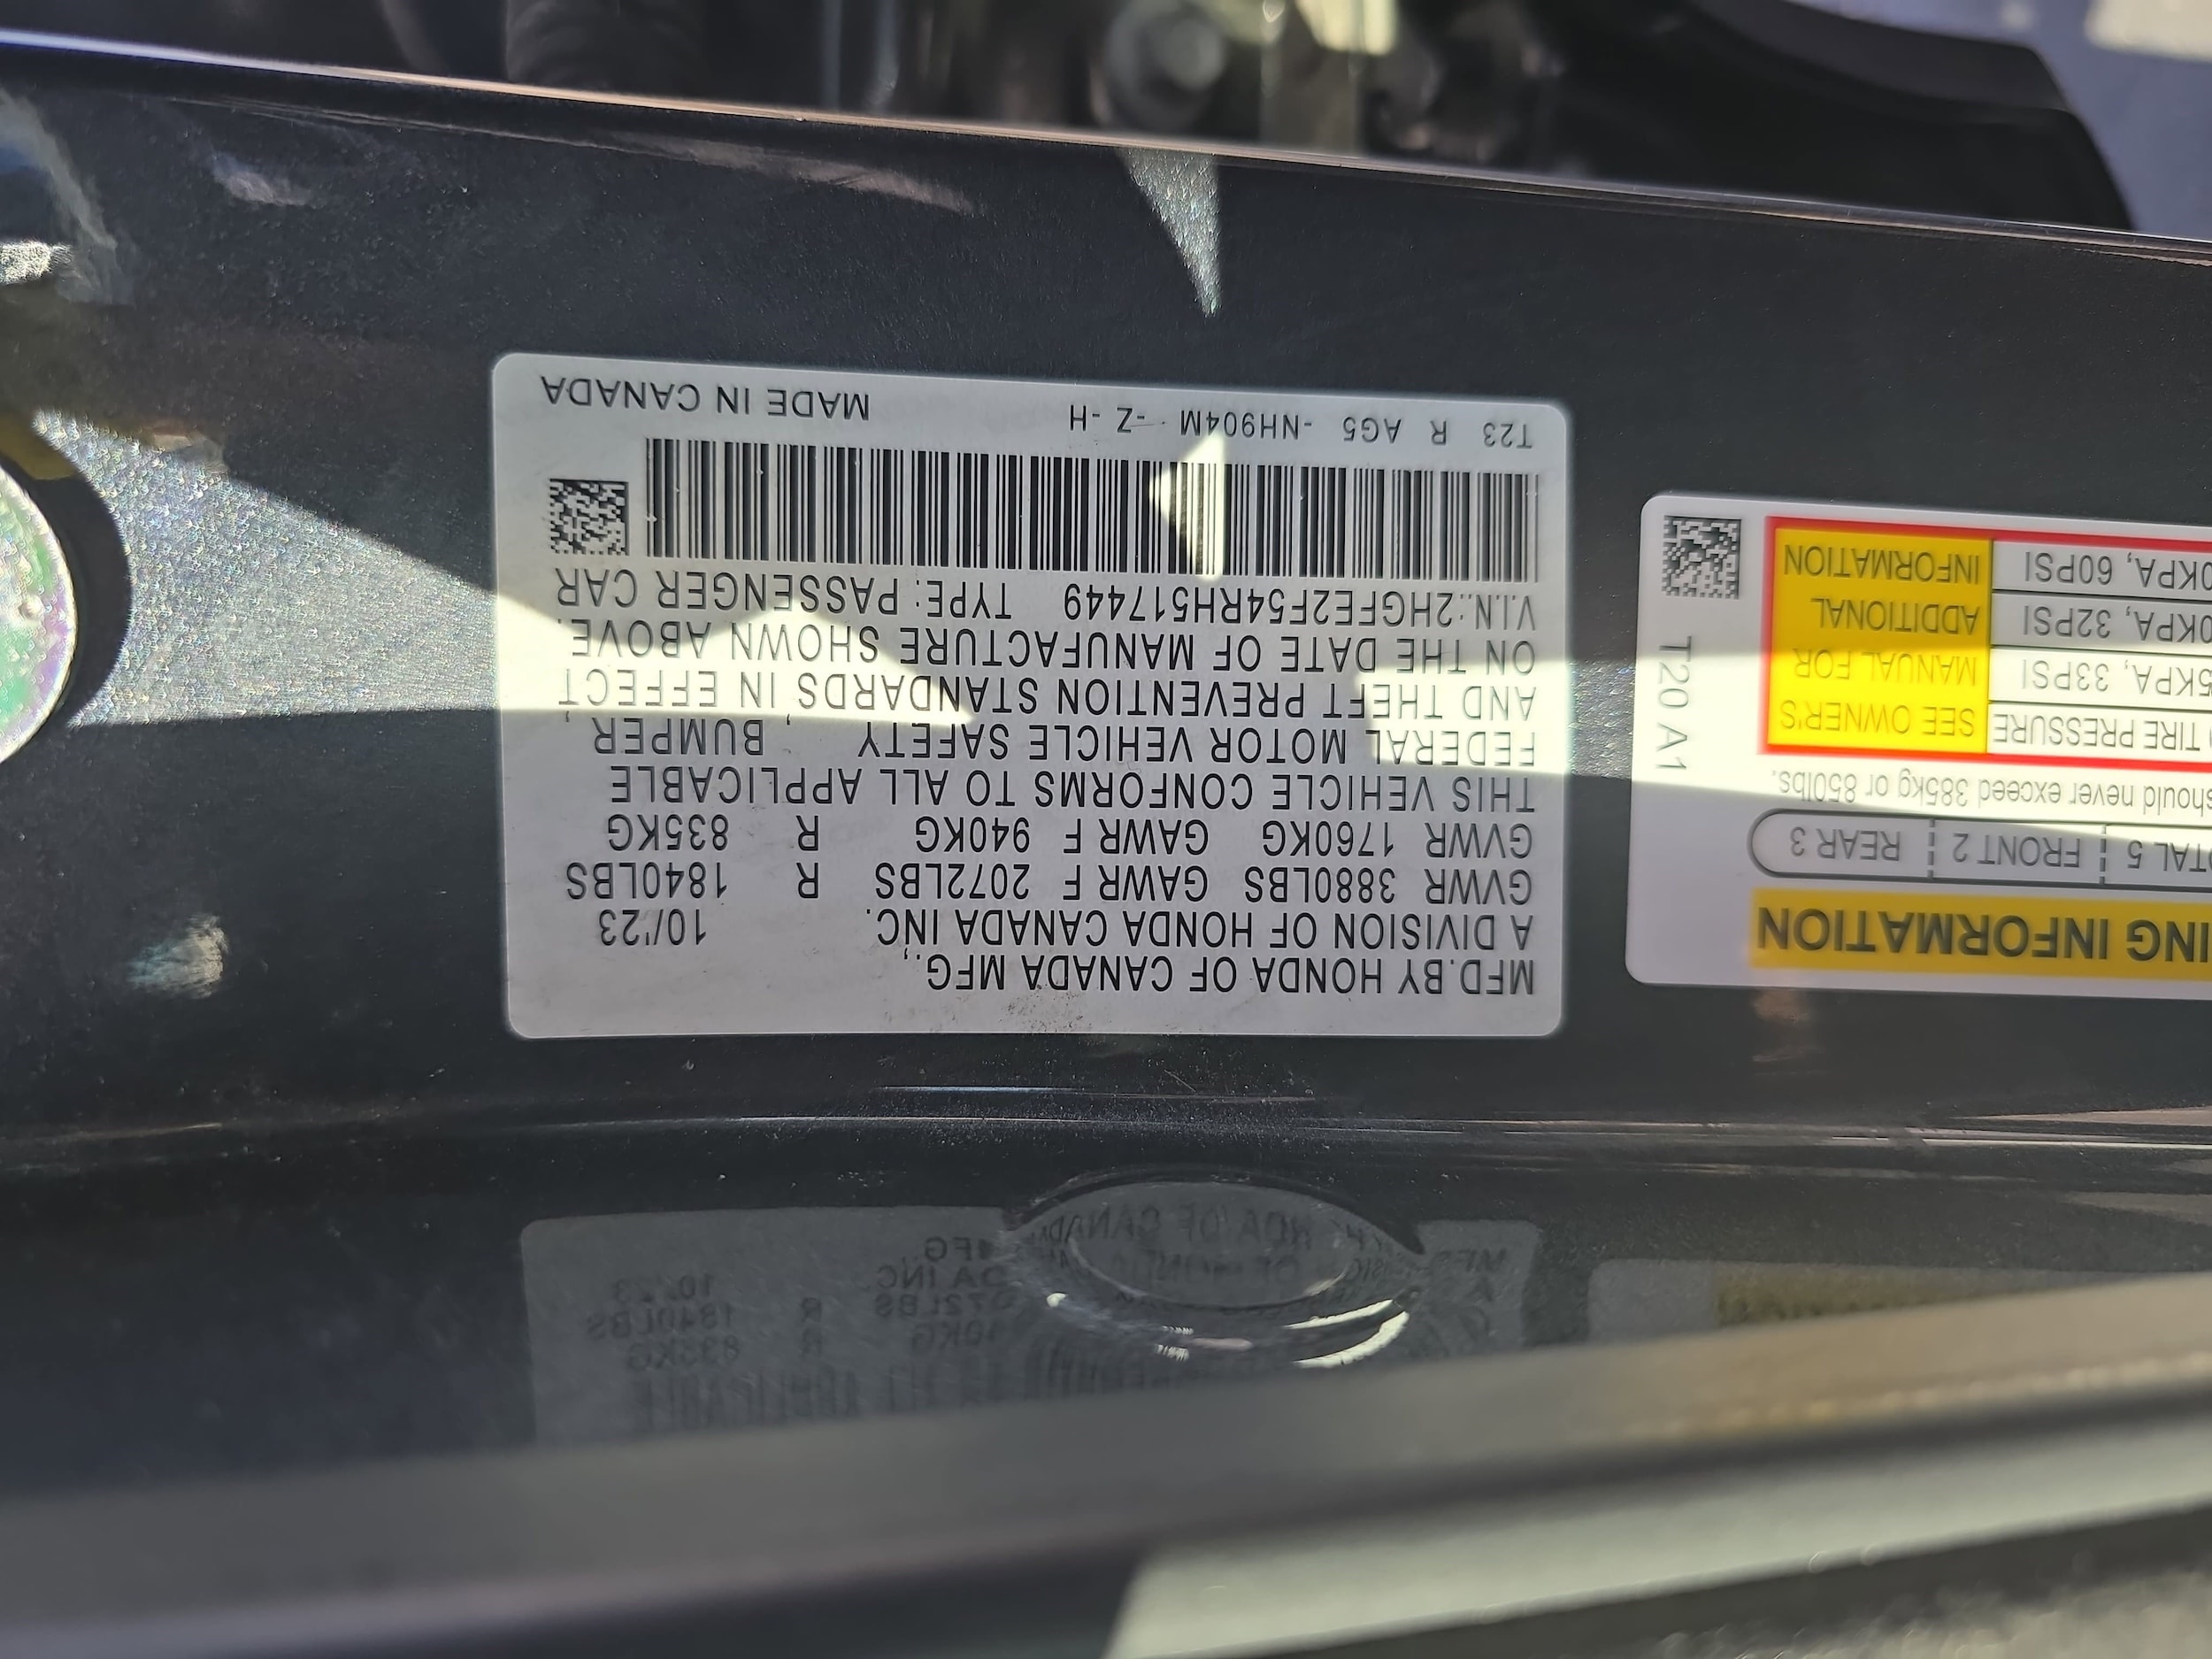 MFD.BY HONDA OF CANADA MFG.,
A DIVISION OF HONDA CANADA INC. 10/'23
GVWR 3880LBS GAWR F 2072LBS R 1840LBS
GVWR 1760KG GAWR F 940KG R 835KG
THIS VEHICLE CONFORMS TO ALL APPLICABLE
FEDERAL MOTOR VEHICLE SAFETY , BUMPER ,
AND THEFT PREVENTION STANDARDS IN EFFECT
ON THE DATE OF MANUFACTURE SHOWN ABOVE.
V.I.N.:2HGFE2F54RH517449 TYPE: PASSENGER CAR
T23 R AG5 -NH904M -Z -H MADE IN CANADA
INFORMATION
FRONT 2 REAR 3
never exceed 385kg or 850lbs.
TIRE PRESSURE SEE OWNER'S
33PSI MANUAL FOR
32PSI ADDITIONAL
60PSI INFORMATION
T20 A1